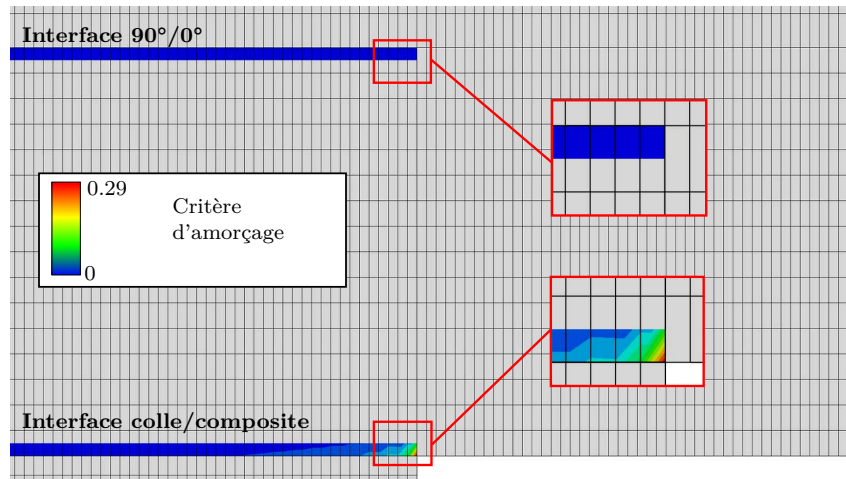 Interface 90°/0°
0.29
Critère
d'amorçage
0
Interface colle/composite